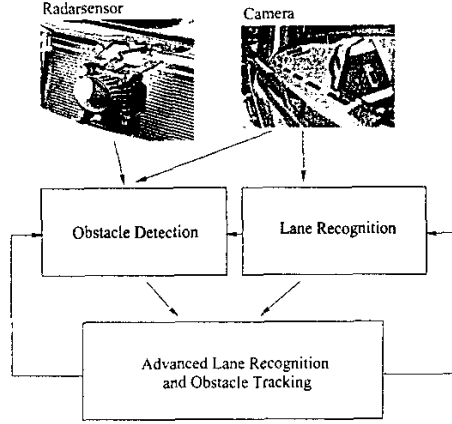 Radarsensor
Camera
Obstacle Detection
Lane Recognition
Advanced Lane Recognition
and Obstacle Tracking